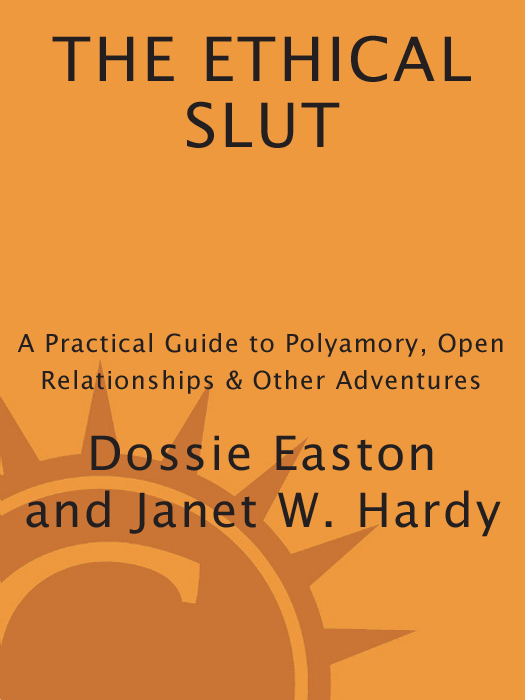 THE ETHICAL
SLUT
A Practical Guide to Polyamory, Open
Relationships & Other Adventures
Dossie Easton
and Janet W. Hardy